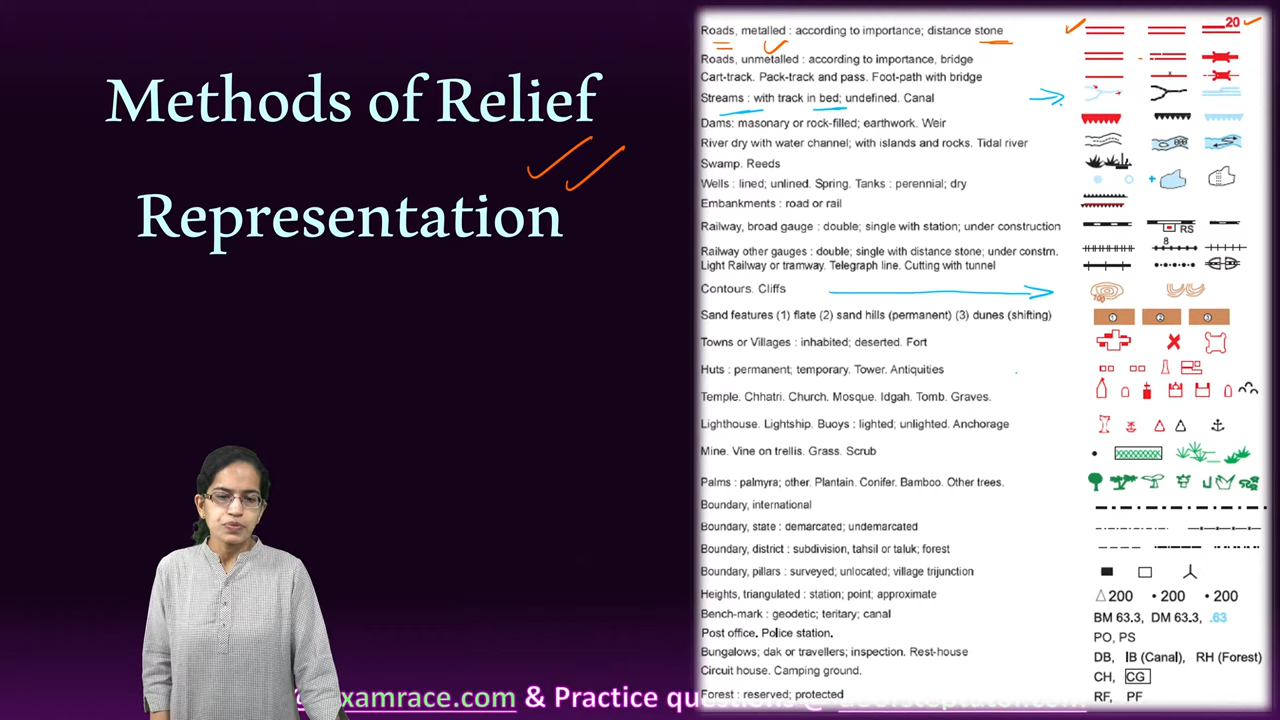 Methods of Relief
Representation
Roads, metalled : according to importance; distance stone
20
Roads, unmetalled : according to importance, bridge
Cart-track. Pack-track and pass. Foot-path with bridge
Streams : with track in bed; undefined. Canal
Dams: masonary or rock-filled; earthwork. Weir
River dry with water channel; with islands and rocks. Tidal river
Swamp. Reeds
Wells : lined; unlined. Spring. Tanks : perennial; dry
Embankments : road or rail
Railway, broad gauge : double; single with station; under construction
RS
Railway other gauges : double; single with distance stone; under constrn.
8
Light Railway or tramway. Telegraph line. Cutting with tunnel
Contours. Cliffs
100
Sand features (1) flate (2) sand hills (permanent) (3) dunes (shifting)
1 2 3
Towns or Villages : inhabited; deserted. Fort
Huts : permanent; temporary. Tower. Antiquities
Temple. Chhatri. Church. Mosque. Idgah. Tomb. Graves.
Lighthouse. Lightship. Buoys : lighted; unlighted. Anchorage
Mine. Vine on trellis. Grass. Scrub
Palms : palmyra; other. Plantain. Conifer. Bamboo. Other trees.
Boundary, international
Boundary, state : demarcated; undemarcated
Boundary, district : subdivision, tahsil or taluk; forest
Boundary, pillars : surveyed; unlocated; village trijunction
Heights, triangulated : station; point; approximate
200 200 200
Bench-mark : geodetic; teritary; canal
BM 63.3, DM 63.3, .63
Post office. Police station.
PO, PS
Bungalows; dak or travellers; inspection. Rest-house
DB, IB (Canal), RH (Forest)
Circuit house. Camping ground.
CH, CG
Forest : reserved; protected
RF, PF
xamrace.com & Practice